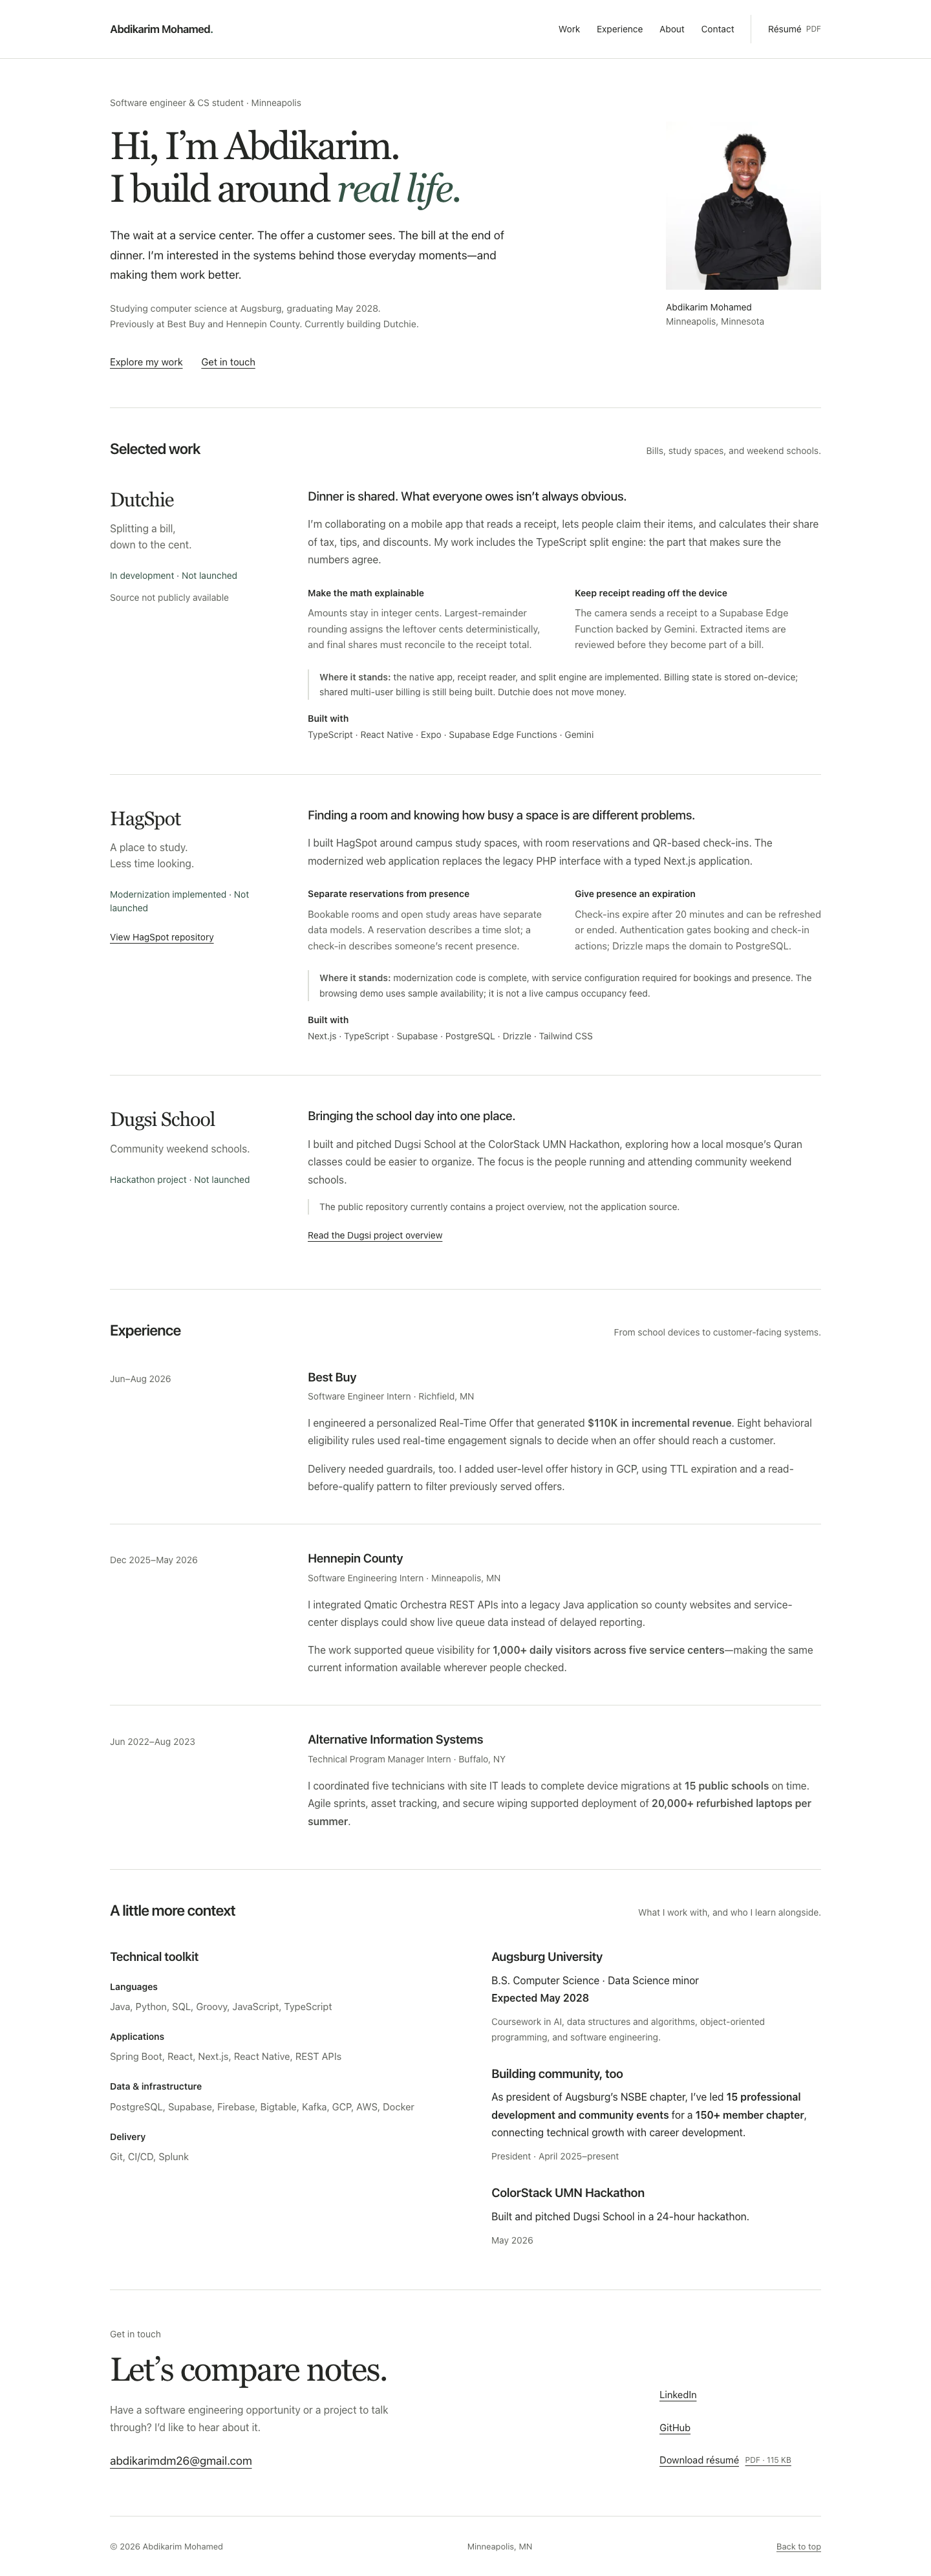 Abdikarim Mohamed.
Work Experience About Contact Résumé PDF
Software engineer & CS student · Minneapolis
Hi, I’m Abdikarim.
I build around real life.
The wait at a service center. The offer a customer sees. The bill at the end of
dinner. I’m interested in the systems behind those everyday moments—and
making them work better.
Studying computer science at Augsburg, graduating May 2028.
Previously at Best Buy and Hennepin County. Currently building Dutchie.
Explore my work Get in touch
Abdikarim Mohamed
Minneapolis, Minnesota
Selected work
Bills, study spaces, and weekend schools.
Dutchie
Splitting a bill,
down to the cent.
In development · Not launched
Source not publicly available
Dinner is shared. What everyone owes isn’t always obvious.
I’m collaborating on a mobile app that reads a receipt, lets people claim their items, and calculates their share
of tax, tips, and discounts. My work includes the TypeScript split engine: the part that makes sure the
numbers agree.
Make the math explainable
Amounts stay in integer cents. Largest-remainder
rounding assigns the leftover cents deterministically,
and final shares must reconcile to the receipt total.
Keep receipt reading off the device
The camera sends a receipt to a Supabase Edge
Function backed by Gemini. Extracted items are
reviewed before they become part of a bill.
Where it stands: the native app, receipt reader, and split engine are implemented. Billing state is stored on-device;
shared multi-user billing is still being built. Dutchie does not move money.
Built with
TypeScript · React Native · Expo · Supabase Edge Functions · Gemini
HagSpot
A place to study.
Less time looking.
Modernization implemented · Not
launched
View HagSpot repository
Finding a room and knowing how busy a space is are different problems.
I built HagSpot around campus study spaces, with room reservations and QR-based check-ins. The
modernized web application replaces the legacy PHP interface with a typed Next.js application.
Separate reservations from presence
Bookable rooms and open study areas have separate
data models. A reservation describes a time slot; a
check-in describes someone’s recent presence.
Give presence an expiration
Check-ins expire after 20 minutes and can be refreshed
or ended. Authentication gates booking and check-in
actions; Drizzle maps the domain to PostgreSQL.
Where it stands: modernization code is complete, with service configuration required for bookings and presence. The
browsing demo uses sample availability; it is not a live campus occupancy feed.
Built with
Next.js · TypeScript · Supabase · PostgreSQL · Drizzle · Tailwind CSS
Dugsi School
Community weekend schools.
Hackathon project · Not launched
Bringing the school day into one place.
I built and pitched Dugsi School at the ColorStack UMN Hackathon, exploring how a local mosque’s Quran
classes could be easier to organize. The focus is the people running and attending community weekend
schools.
The public repository currently contains a project overview, not the application source.
Read the Dugsi project overview
Experience
From school devices to customer-facing systems.
Jun–Aug 2026
Best Buy
Software Engineer Intern · Richfield, MN
I engineered a personalized Real-Time Offer that generated $110K in incremental revenue. Eight behavioral
eligibility rules used real-time engagement signals to decide when an offer should reach a customer.
Delivery needed guardrails, too. I added user-level offer history in GCP, using TTL expiration and a read-
before-qualify pattern to filter previously served offers.
Dec 2025–May 2026
Hennepin County
Software Engineering Intern · Minneapolis, MN
I integrated Qmatic Orchestra REST APIs into a legacy Java application so county websites and service-
center displays could show live queue data instead of delayed reporting.
The work supported queue visibility for 1,000+ daily visitors across five service centers—making the same
current information available wherever people checked.
Jun 2022–Aug 2023
Alternative Information Systems
Technical Program Manager Intern · Buffalo, NY
I coordinated five technicians with site IT leads to complete device migrations at 15 public schools on time.
Agile sprints, asset tracking, and secure wiping supported deployment of 20,000+ refurbished laptops per
summer.
A little more context
What I work with, and who I learn alongside.
Technical toolkit
Languages
Java, Python, SQL, Groovy, JavaScript, TypeScript
Applications
Spring Boot, React, Next.js, React Native, REST APIs
Data & infrastructure
PostgreSQL, Supabase, Firebase, Bigtable, Kafka, GCP, AWS, Docker
Delivery
Git, CI/CD, Splunk
Augsburg University
B.S. Computer Science · Data Science minor
Expected May 2028
Coursework in AI, data structures and algorithms, object-oriented
programming, and software engineering.
Building community, too
As president of Augsburg’s NSBE chapter, I’ve led 15 professional
development and community events for a 150+ member chapter,
connecting technical growth with career development.
President · April 2025–present
ColorStack UMN Hackathon
Built and pitched Dugsi School in a 24-hour hackathon.
May 2026
Get in touch
Let’s compare notes.
Have a software engineering opportunity or a project to talk
through? I’d like to hear about it.
abdikarimdm26@gmail.com
LinkedIn
GitHub
Download résumé PDF · 115 KB
© 2026 Abdikarim Mohamed
Minneapolis, MN
Back to top